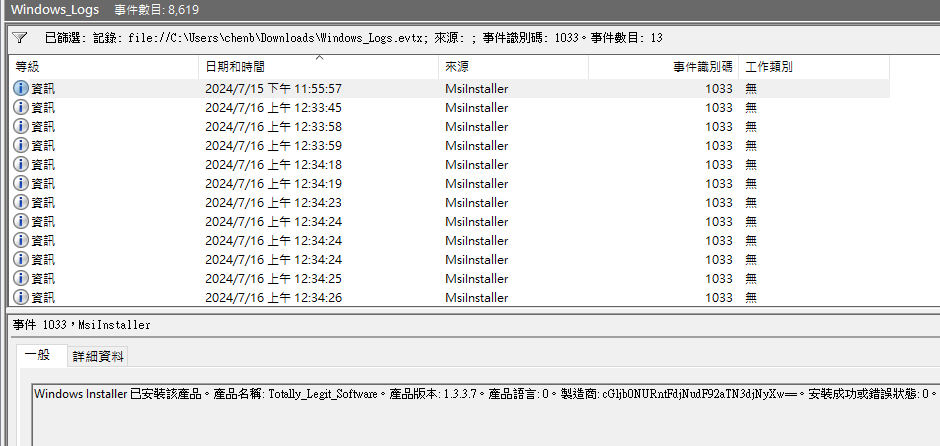 Windows_Logs 事件數目: 8,619
已篩選: 記錄: file://C:\Users\chenb\Downloads\Windows_Logs.evtx; 來源: ; 事件識別碼: 1033。事件數目: 13
等級 日期和時間 來源 事件識別碼 工作類別
資訊 2024/7/15 下午 11:55:57 MsiInstaller 1033 無
資訊 2024/7/16 上午 12:33:45 MsiInstaller 1033 無
資訊 2024/7/16 上午 12:33:58 MsiInstaller 1033 無
資訊 2024/7/16 上午 12:33:59 MsiInstaller 1033 無
資訊 2024/7/16 上午 12:34:18 MsiInstaller 1033 無
資訊 2024/7/16 上午 12:34:19 MsiInstaller 1033 無
資訊 2024/7/16 上午 12:34:23 MsiInstaller 1033 無
資訊 2024/7/16 上午 12:34:24 MsiInstaller 1033 無
資訊 2024/7/16 上午 12:34:24 MsiInstaller 1033 無
資訊 2024/7/16 上午 12:34:24 MsiInstaller 1033 無
資訊 2024/7/16 上午 12:34:25 MsiInstaller 1033 無
資訊 2024/7/16 上午 12:34:26 MsiInstaller 1033 無
事件 1033，MsiInstaller
一般 詳細資料
Windows Installer 已安裝該產品。產品名稱: Totally_Legit_Software。產品版本: 1.3.3.7。產品語言: 0。製造商: cGljb0NURntFdjNudF92aTN3djNyXw==。安裝成功或錯誤狀態: 0。